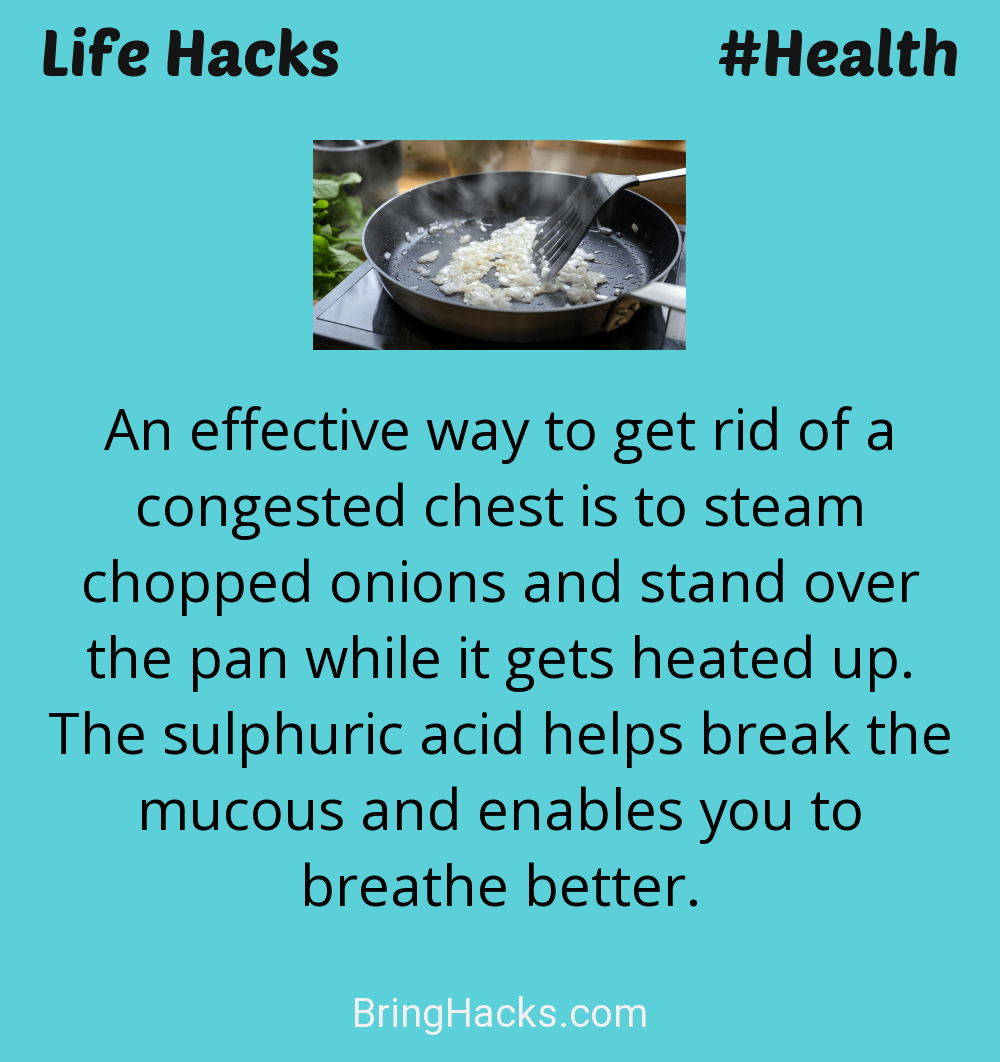 Life Hacks
#Health
An effective way to get rid of a
congested chest is to steam
chopped onions and stand over
the pan while it gets heated up.
The sulphuric acid helps break the
mucous and enables you to
breathe better.
BringHacks.com